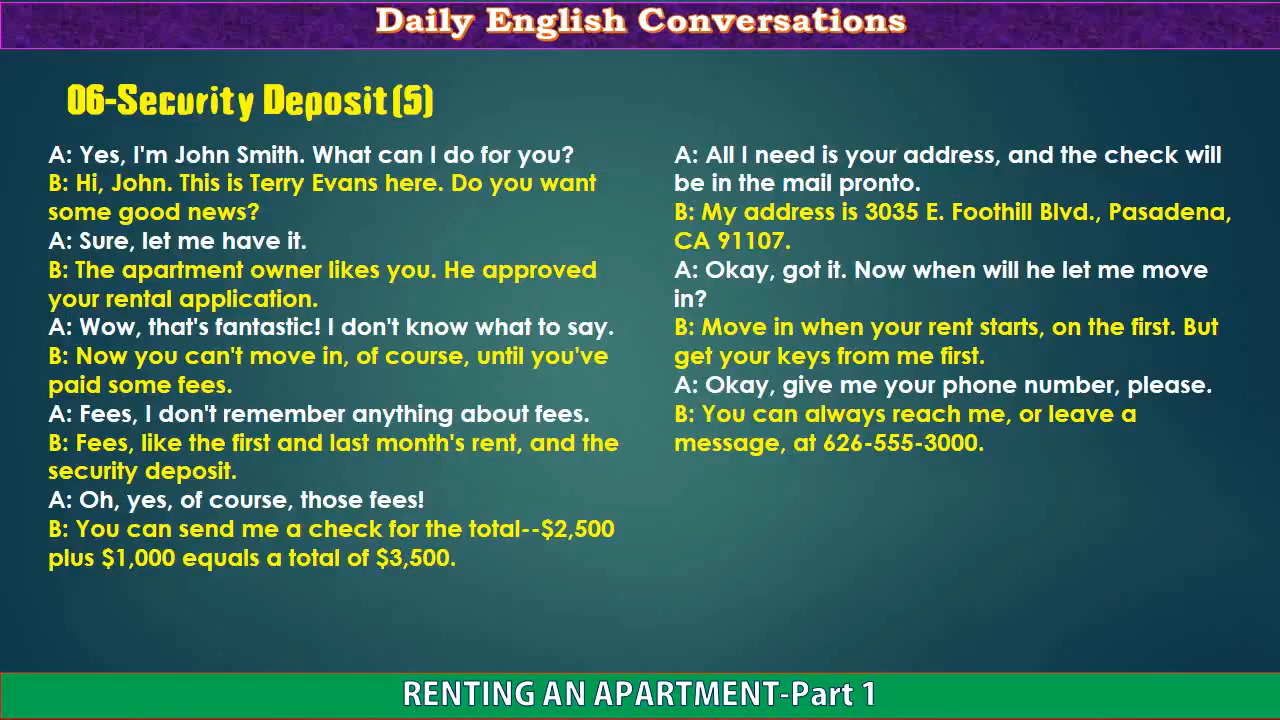 Daily English Conversations
06-Security Deposit(5)
A: Yes, I'm John Smith. What can I do for you?
B: Hi, John. This is Terry Evans here. Do you want
some good news?
A: Sure, let me have it.
B: The apartment owner likes you. He approved
your rental application.
A: Wow, that's fantastic! I don't know what to say.
B: Now you can't move in, of course, until you've
paid some fees.
A: Fees, I don't remember anything about fees.
B: Fees, like the first and last month's rent, and the
security deposit.
A: Oh, yes, of course, those fees!
B: You can send me a check for the total--$2,500
plus $1,000 equals a total of $3,500.
A: All I need is your address, and the check will
be in the mail pronto.
B: My address is 3035 E. Foothill Blvd., Pasadena,
CA 91107.
A: Okay, got it. Now when will he let me move
in?
B: Move in when your rent starts, on the first. But
get your keys from me first.
A: Okay, give me your phone number, please.
B: You can always reach me, or leave a
message, at 626-555-3000.
RENTING AN APARTMENT-Part 1